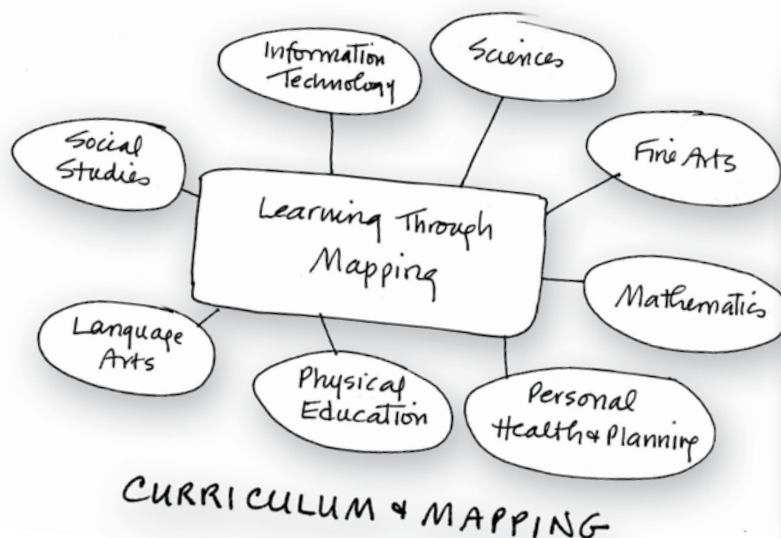 Information
Technology
Sciences
Social
Studies
Fine Arts
Learning Through
Mapping
Mathematics
Language
Arts
Physical
Education
Personal
Health & Planning
CURRICULUM & MAPPING